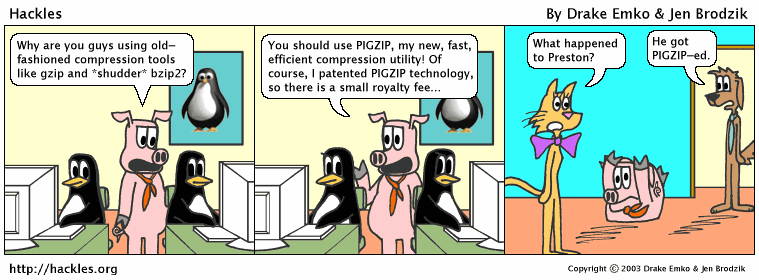 Hackles
By Drake Emko & Jen Brodzik
Why are you guys using old-
fashioned compression tools
like gzip and *shudder* bzip2?
You should use PIGZIP, my new, fast,
efficient compression utility! Of
course, I patented PIGZIP technology,
so there is a small royalty fee...
What happened
to Preston?
He got
PIGZIP-ed.
http://hackles.org
Copyright © 2003 Drake Emko & Jen Brodzik